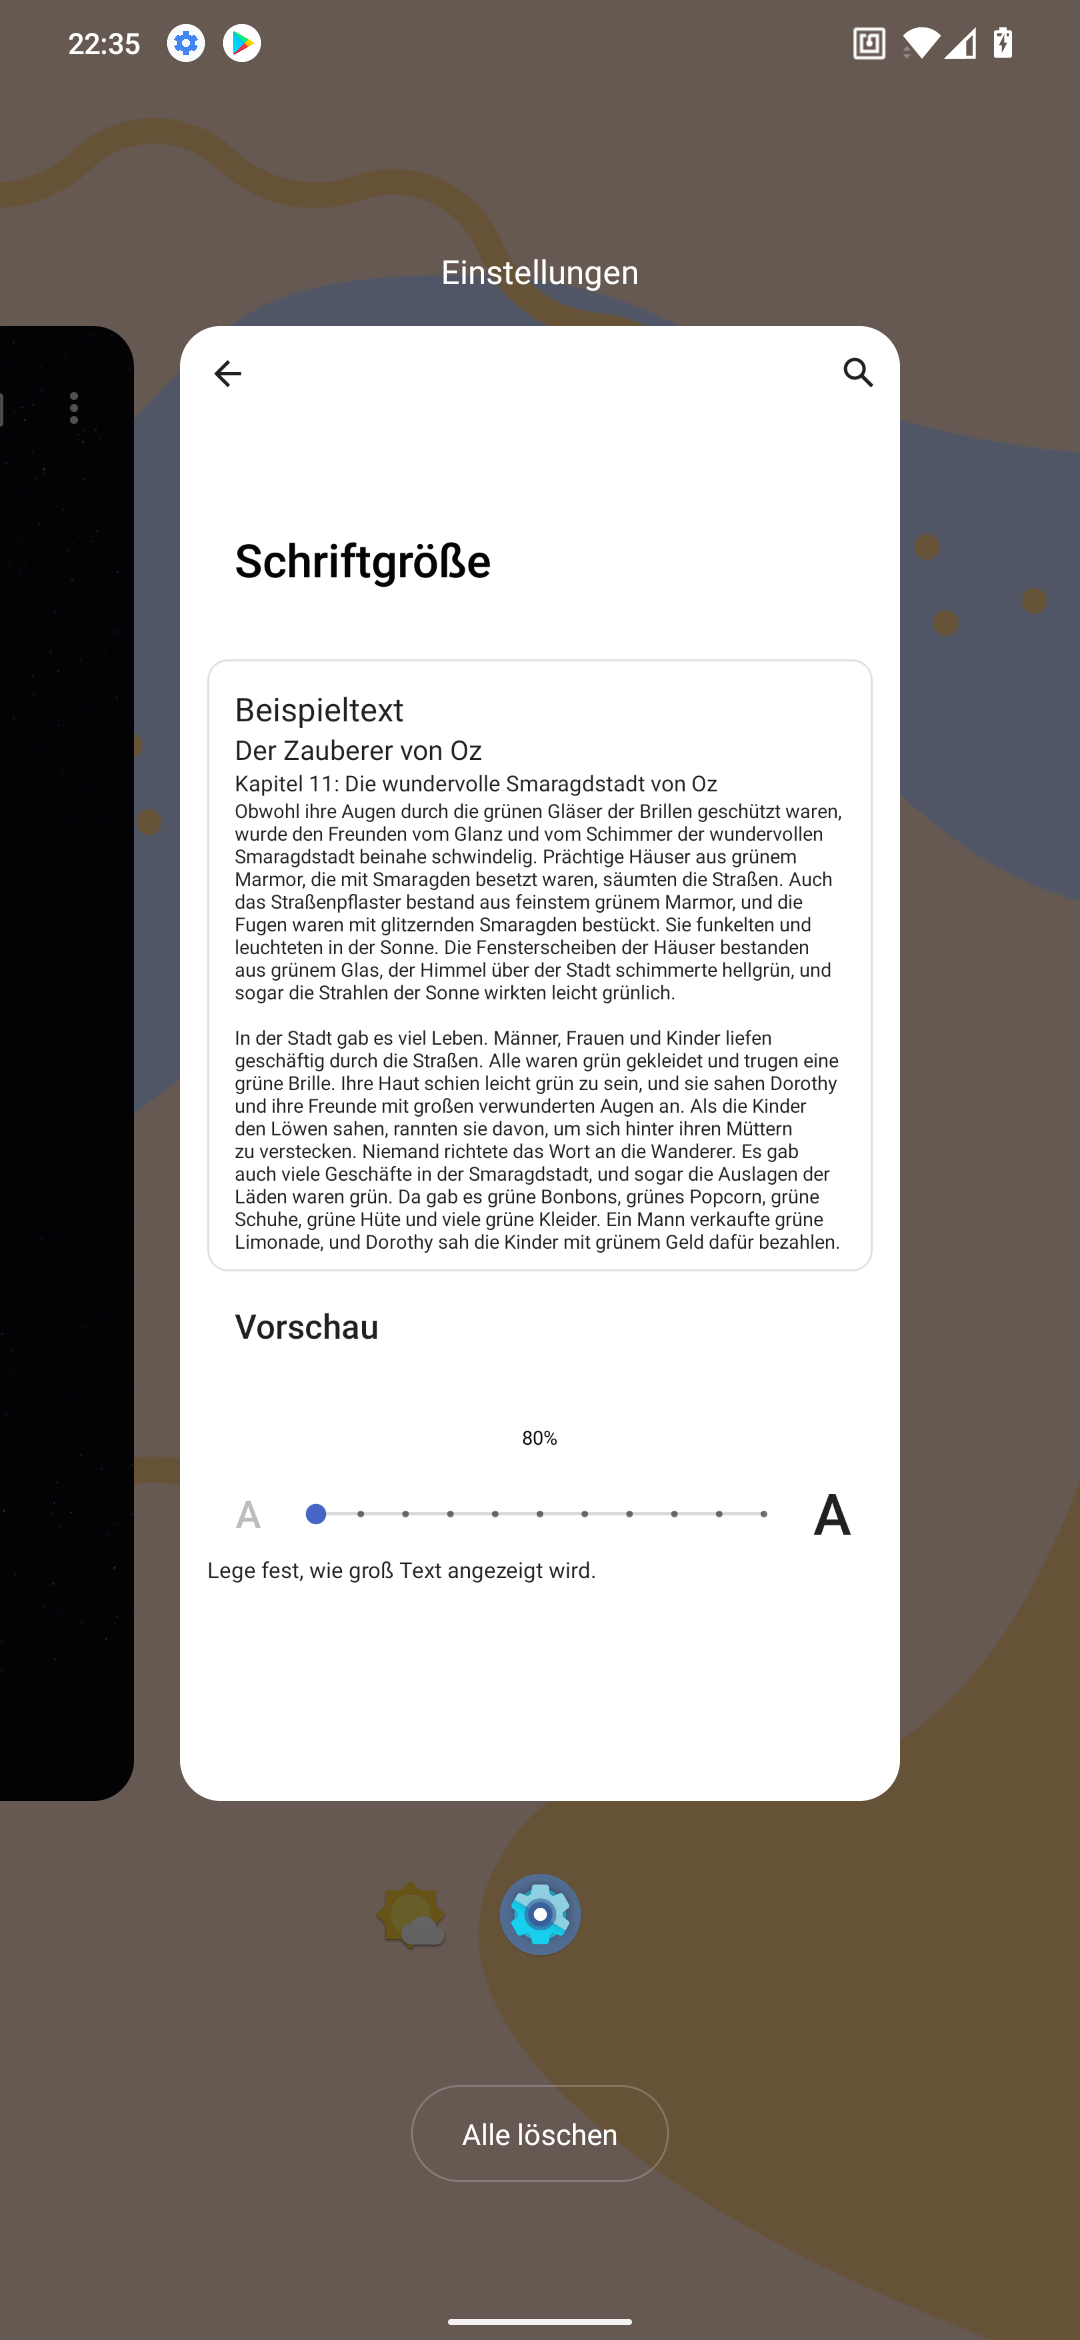 22:35
Einstellungen
Schriftgröße
Beispieltext
Der Zauberer von Oz
Kapitel 11: Die wundervolle Smaragdstadt von Oz
Obwohl ihre Augen durch die grünen Gläser der Brillen geschützt waren,
wurde den Freunden vom Glanz und vom Schimmer der wundervollen
Smaragdstadt beinahe schwindelig. Prächtige Häuser aus grünem
Marmor, die mit Smaragden besetzt waren, säumten die Straßen. Auch
das Straßenpflaster bestand aus feinstem grünem Marmor, und die
Fugen waren mit glitzernden Smaragden bestückt. Sie funkelten und
leuchteten in der Sonne. Die Fensterscheiben der Häuser bestanden
aus grünem Glas, der Himmel über der Stadt schimmerte hellgrün, und
sogar die Strahlen der Sonne wirkten leicht grünlich.
In der Stadt gab es viel Leben. Männer, Frauen und Kinder liefen
geschäftig durch die Straßen. Alle waren grün gekleidet und trugen eine
grüne Brille. Ihre Haut schien leicht grün zu sein, und sie sahen Dorothy
und ihre Freunde mit großen verwunderten Augen an. Als die Kinder
den Löwen sahen, rannten sie davon, um sich hinter ihren Müttern
zu verstecken. Niemand richtete das Wort an die Wanderer. Es gab
auch viele Geschäfte in der Smaragdstadt, und sogar die Auslagen der
Läden waren grün. Da gab es grüne Bonbons, grünes Popcorn, grüne
Schuhe, grüne Hüte und viele grüne Kleider. Ein Mann verkaufte grüne
Limonade, und Dorothy sah die Kinder mit grünem Geld dafür bezahlen.
Vorschau
80%
A A
Lege fest, wie groß Text angezeigt wird.
Alle löschen